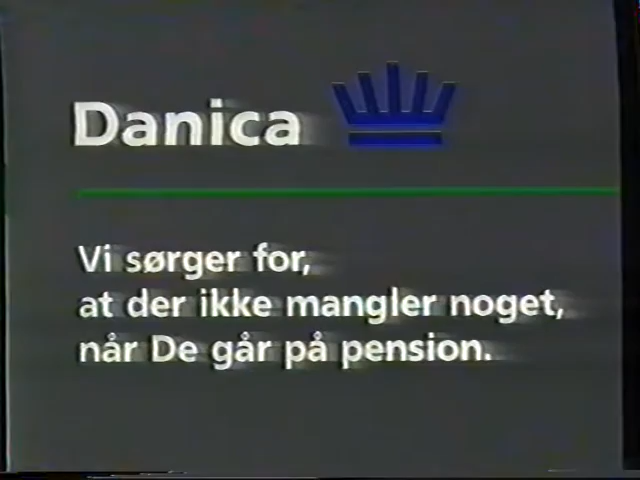 Danica
Vi sørger for,
at der ikke mangler noget,
når De går på pension.